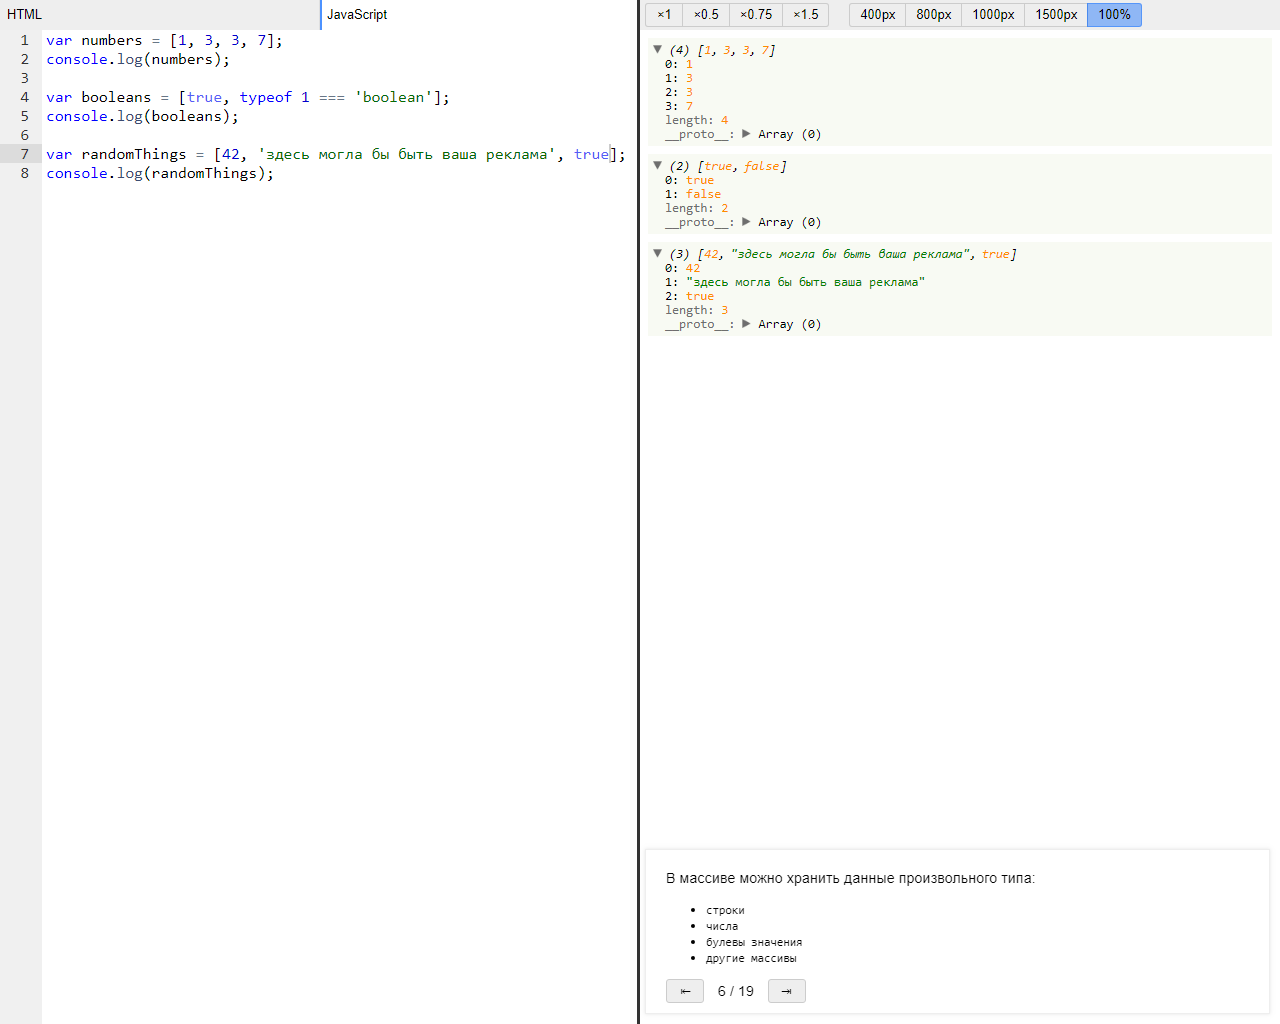 HTML
JavaScript
1 var numbers = [1, 3, 3, 7];
2 console.log(numbers);
3
4 var booleans = [true, typeof 1 === 'boolean'];
5 console.log(booleans);
6
7 var randomThings = [42, 'здесь могла бы быть ваша реклама', true];
8 console.log(randomThings);
×1 ×0.5 ×0.75 ×1.5 400px 800px 1000px 1500px 100%
▼ (4) [1, 3, 3, 7]
0: 1
1: 3
2: 3
3: 7
length: 4
__proto__: ▶ Array (0)
▼ (2) [true, false]
0: true
1: false
length: 2
__proto__: ▶ Array (0)
▼ (3) [42, "здесь могла бы быть ваша реклама", true]
0: 42
1: "здесь могла бы быть ваша реклама"
2: true
length: 3
__proto__: ▶ Array (0)
В массиве можно хранить данные произвольного типа:
• строки
• числа
• булевы значения
• другие массивы
⇤ 6 / 19 ⇥